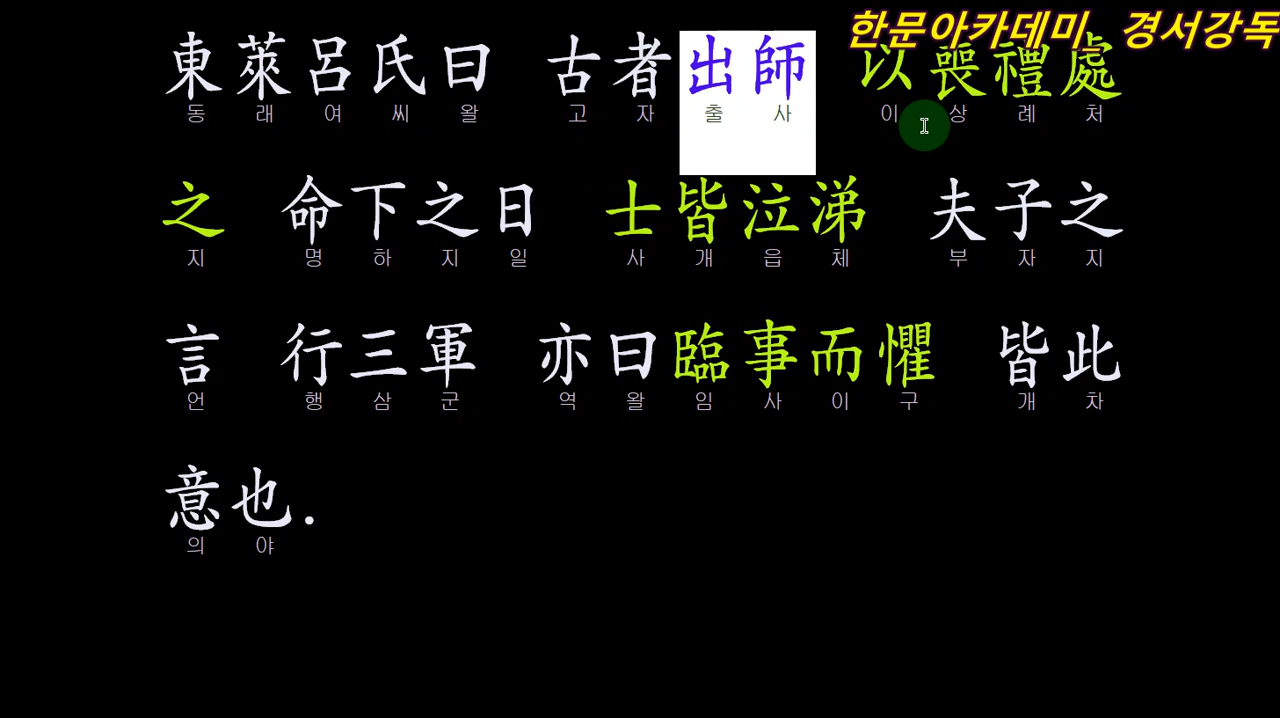 한문아카데미_ 경서강독
東萊呂氏曰 古者出師 以喪禮處
동래여씨왈 고자출사 이상례처
之 命下之日 士皆泣涕 夫子之
지 명하지일 사개읍체 부자지
言 行三軍 亦曰臨事而懼 皆此
언 행삼군 역왈임사이구 개차
意也.
의야